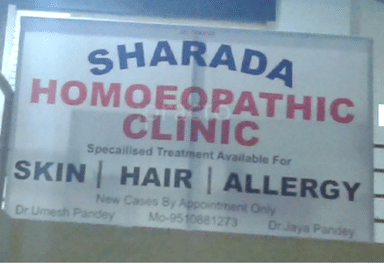 SHARADA
HOMOEOPATHIC
CLINIC
Specailised Treatment Available For
SKIN | HAIR | ALLERGY
New Cases By Appointment Only
Dr.Umesh Pandey Mo-9510881273 Dr.Jaya Pandey